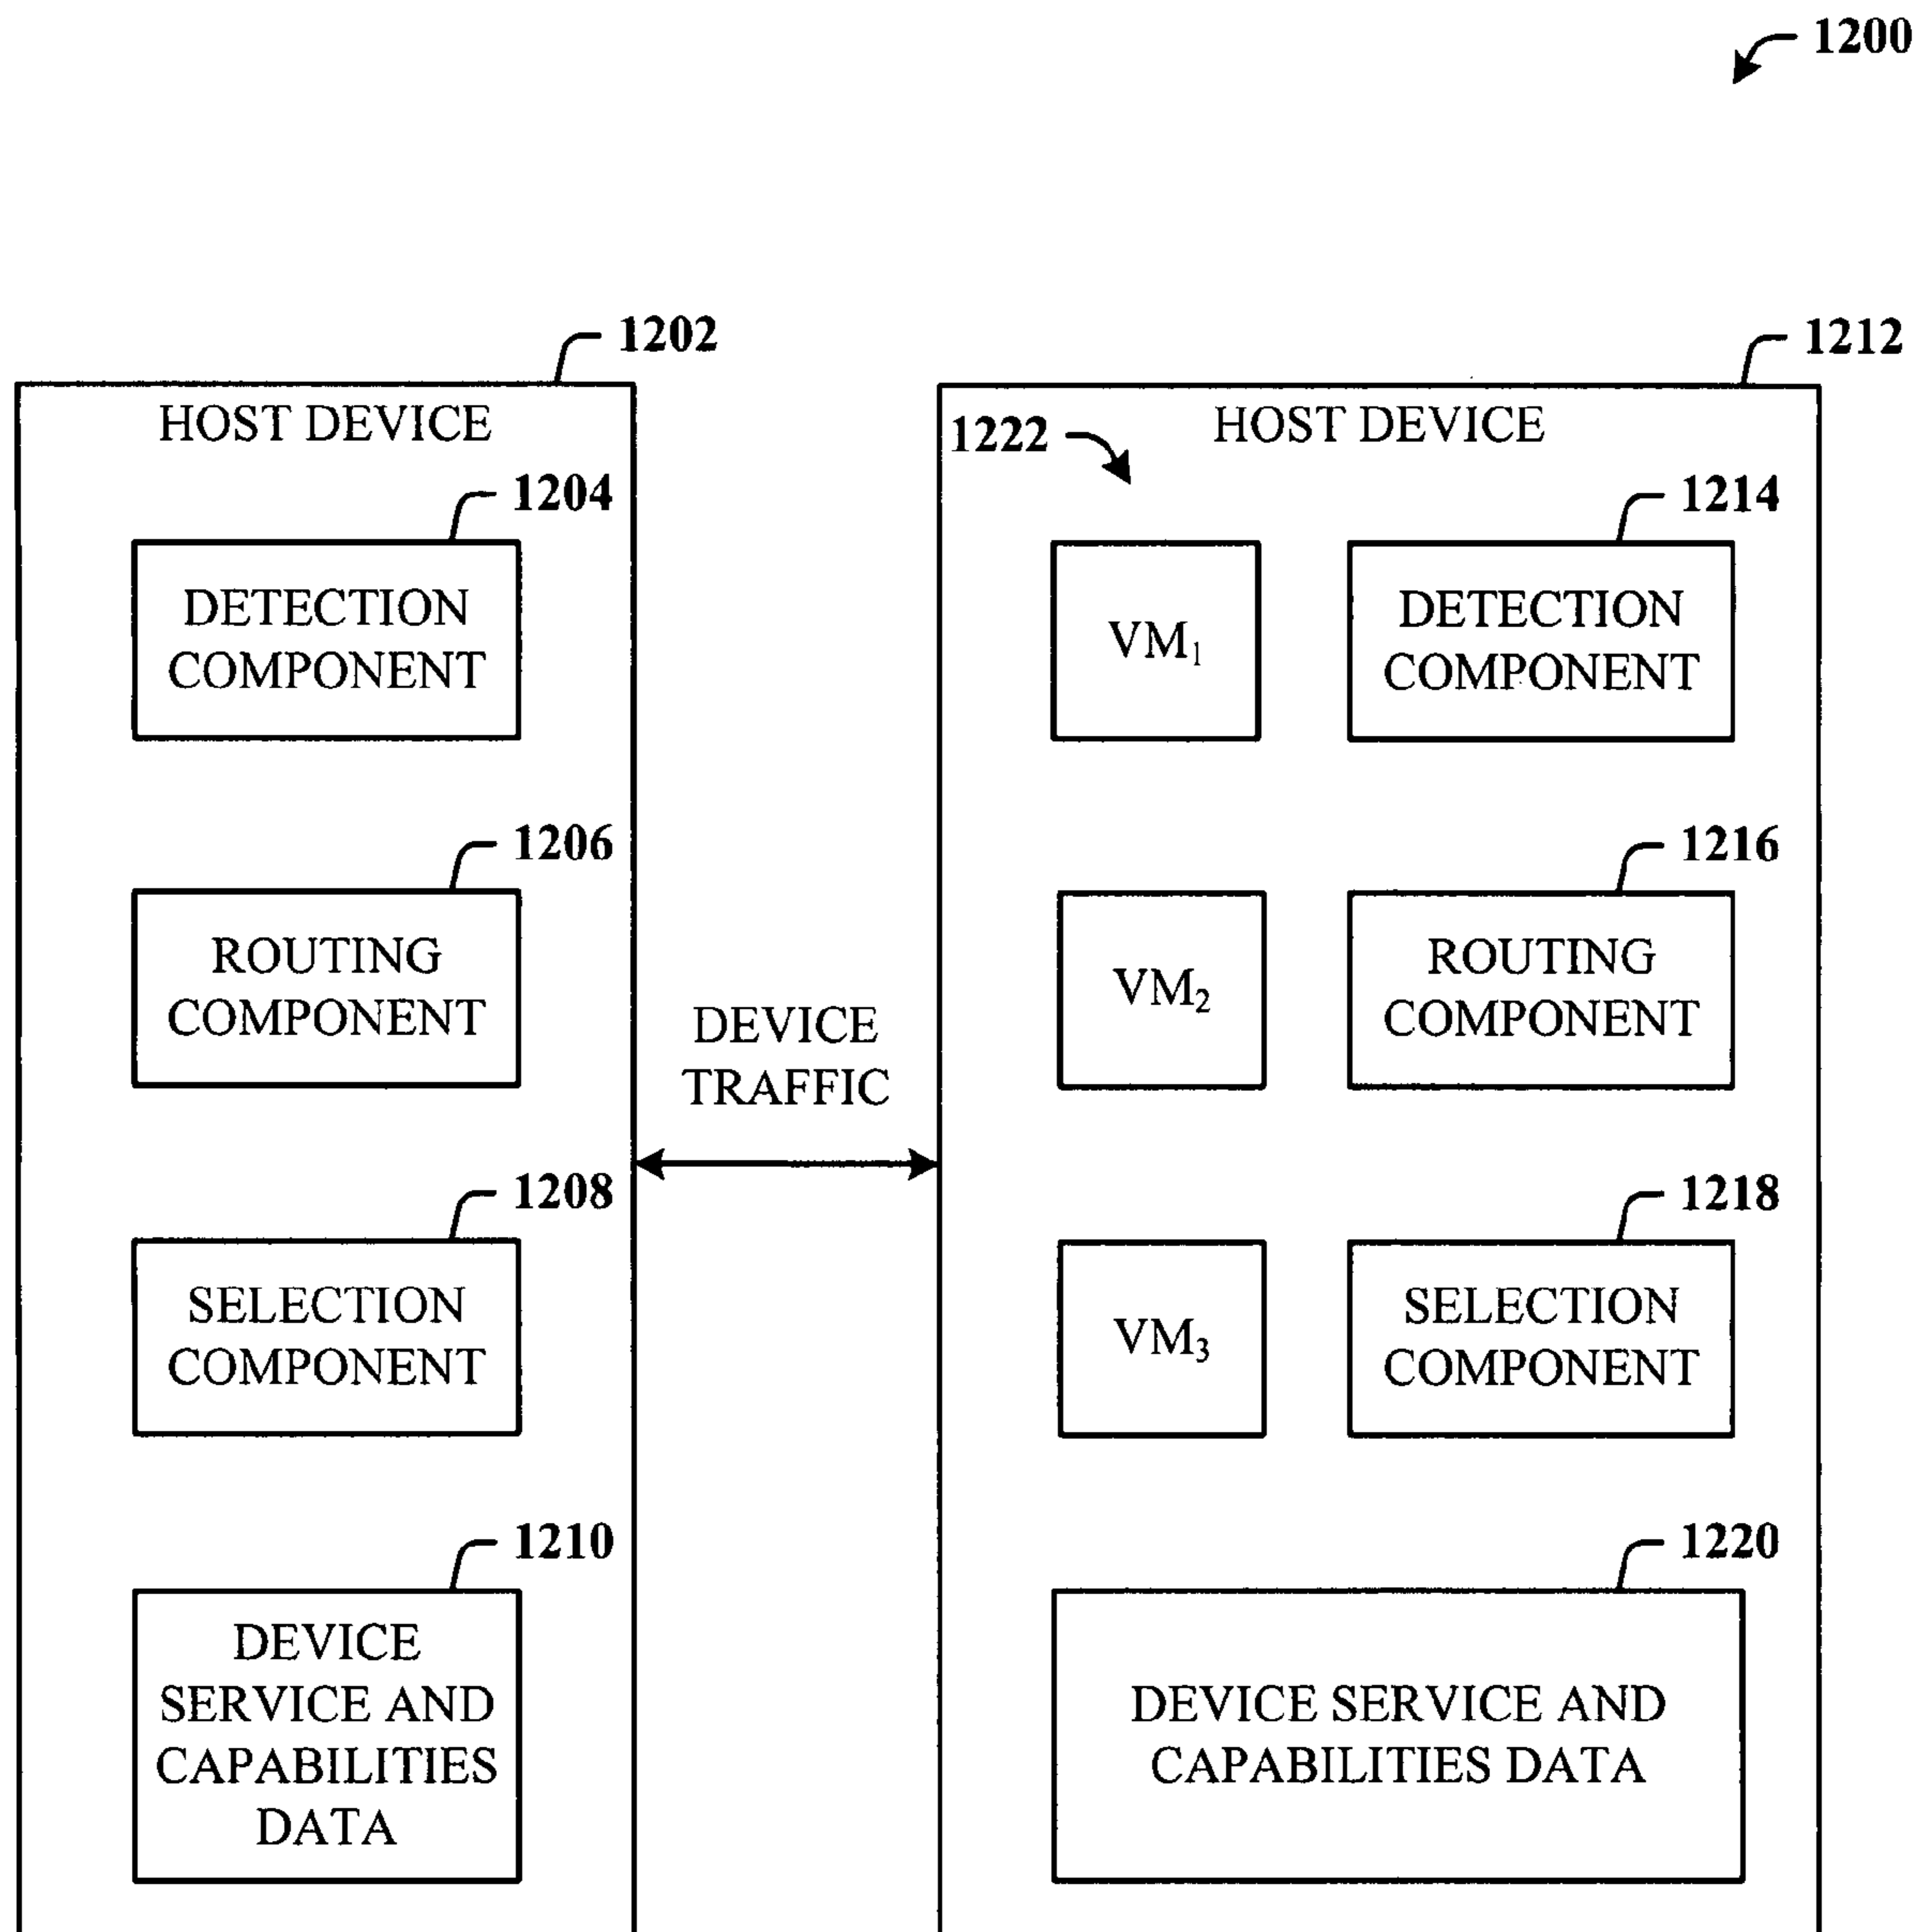 1200
1202
HOST DEVICE
1204
DETECTION
COMPONENT
1206
ROUTING
COMPONENT
1208
SELECTION
COMPONENT
1210
DEVICE
SERVICE AND
CAPABILITIES
DATA
DEVICE
TRAFFIC
1212
HOST DEVICE
1222
1214
VM₁
DETECTION
COMPONENT
1216
VM₂
ROUTING
COMPONENT
1218
VM₃
SELECTION
COMPONENT
1220
DEVICE SERVICE AND
CAPABILITIES DATA